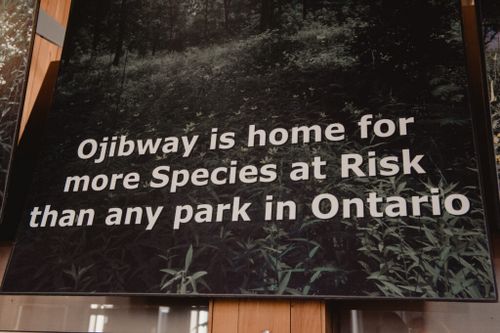 Ojibway is home for
more Species at Risk
than any park in Ontario